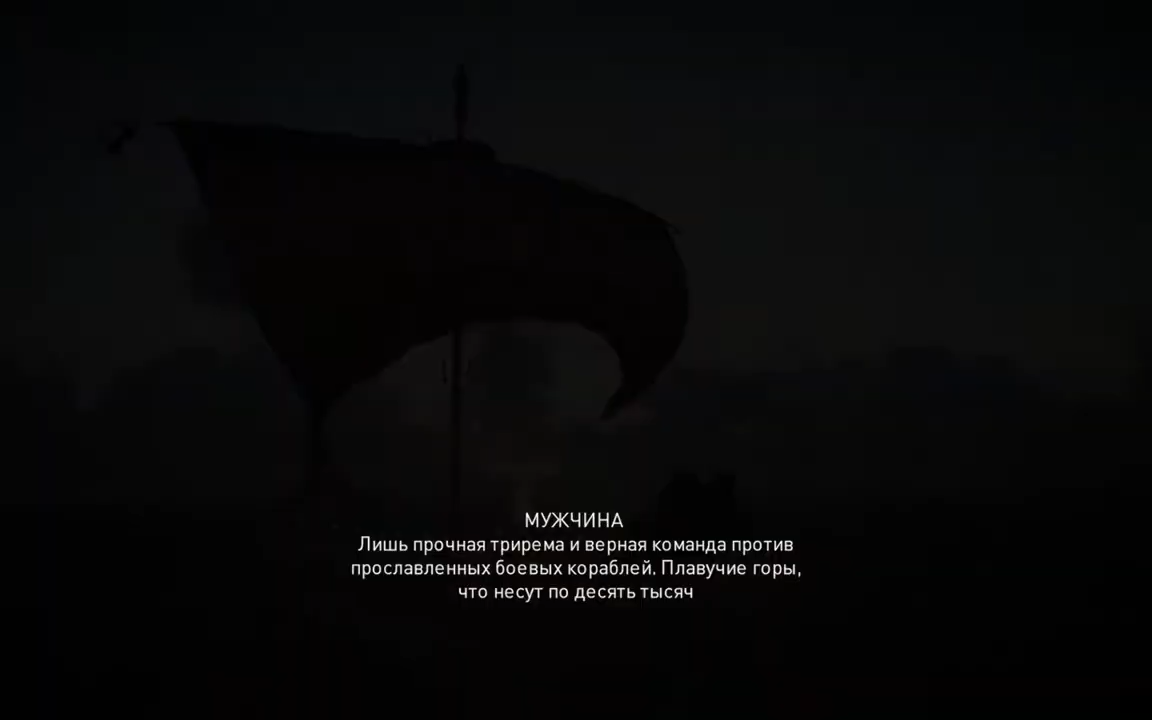 МУЖЧИНА
Лишь прочная трирема и верная команда против
прославленных боевых кораблей. Плавучие горы,
что несут по десять тысяч